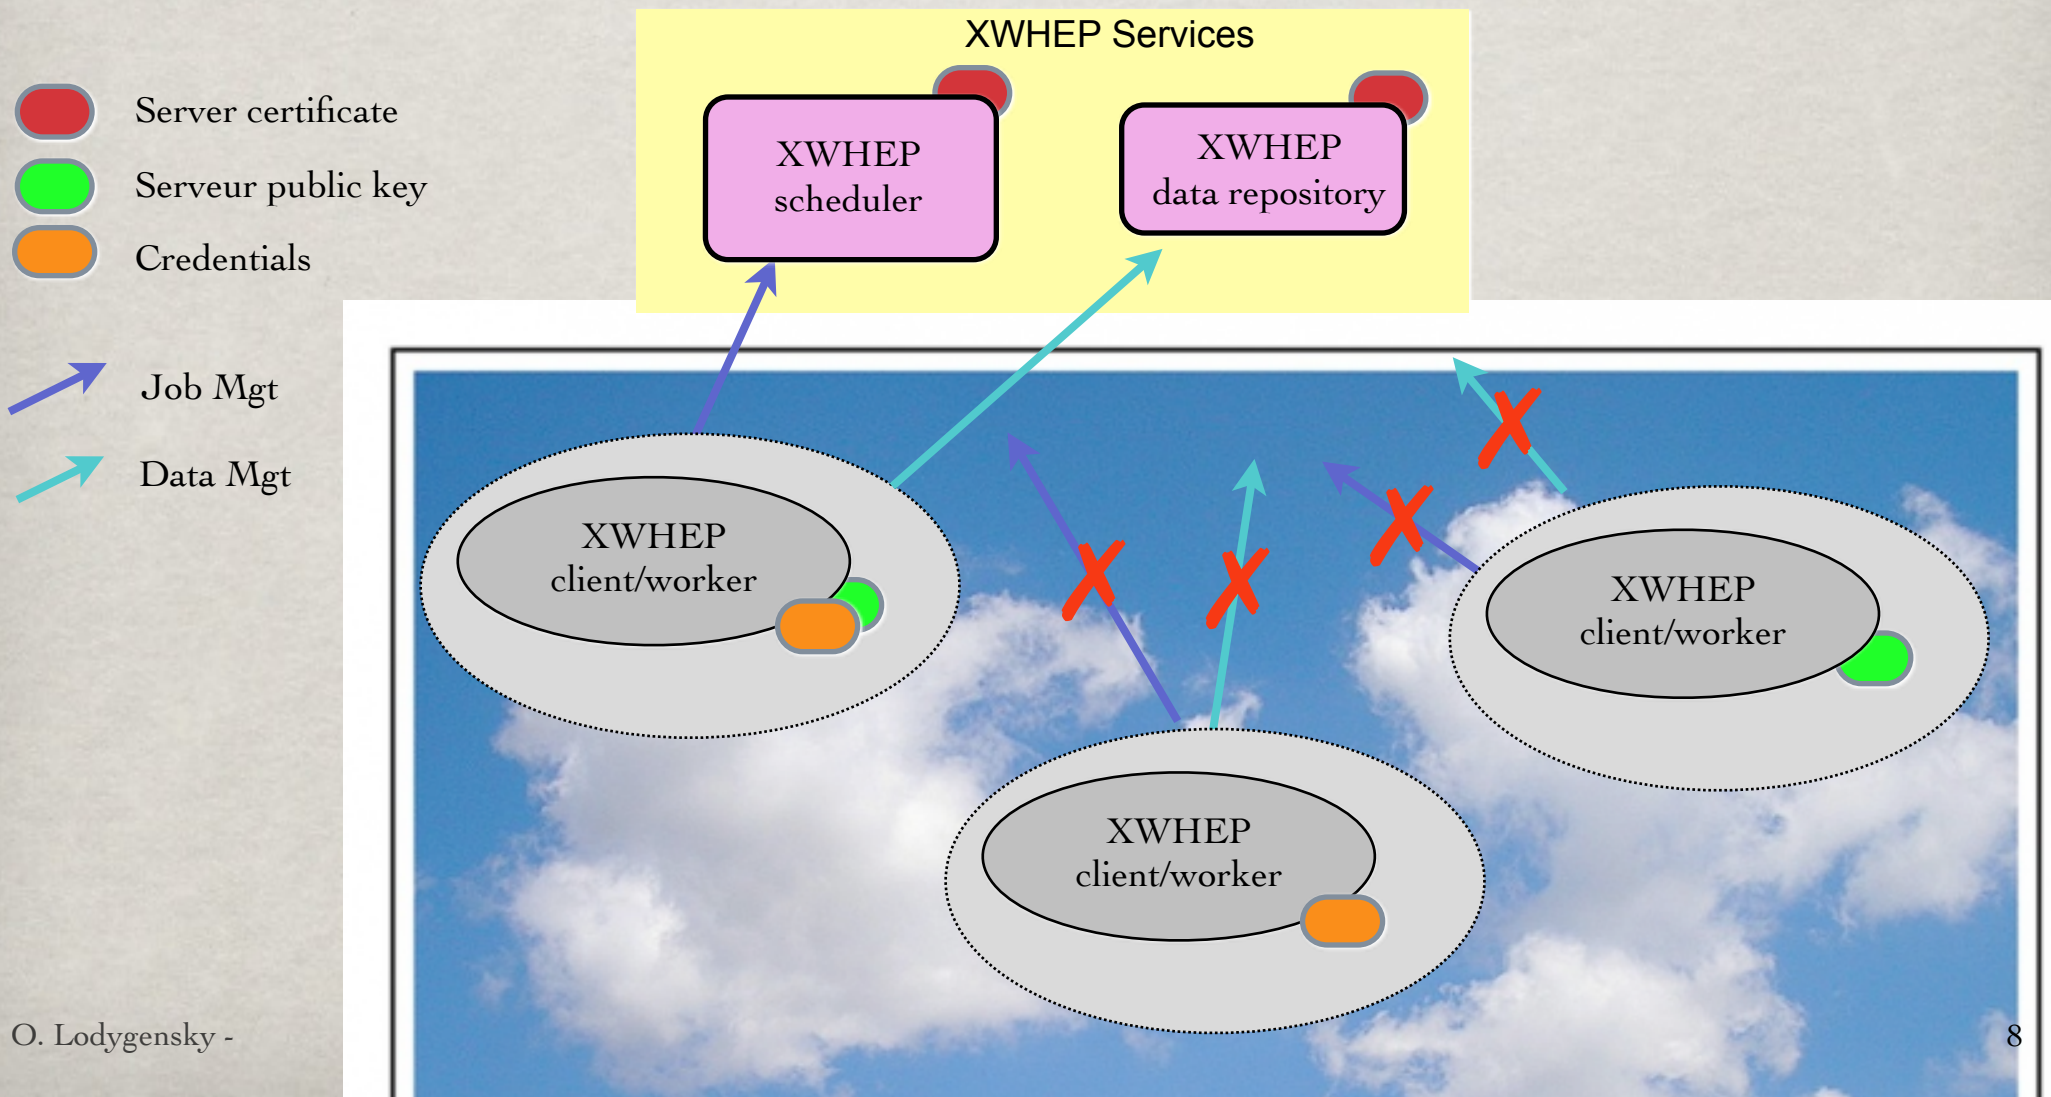 XWHEP Services
Server certificate
Serveur public key
Credentials
Job Mgt
Data Mgt
XWHEP
scheduler
XWHEP
data repository
XWHEP
client/worker
XWHEP
client/worker
XWHEP
client/worker
O. Lodygensky -
8